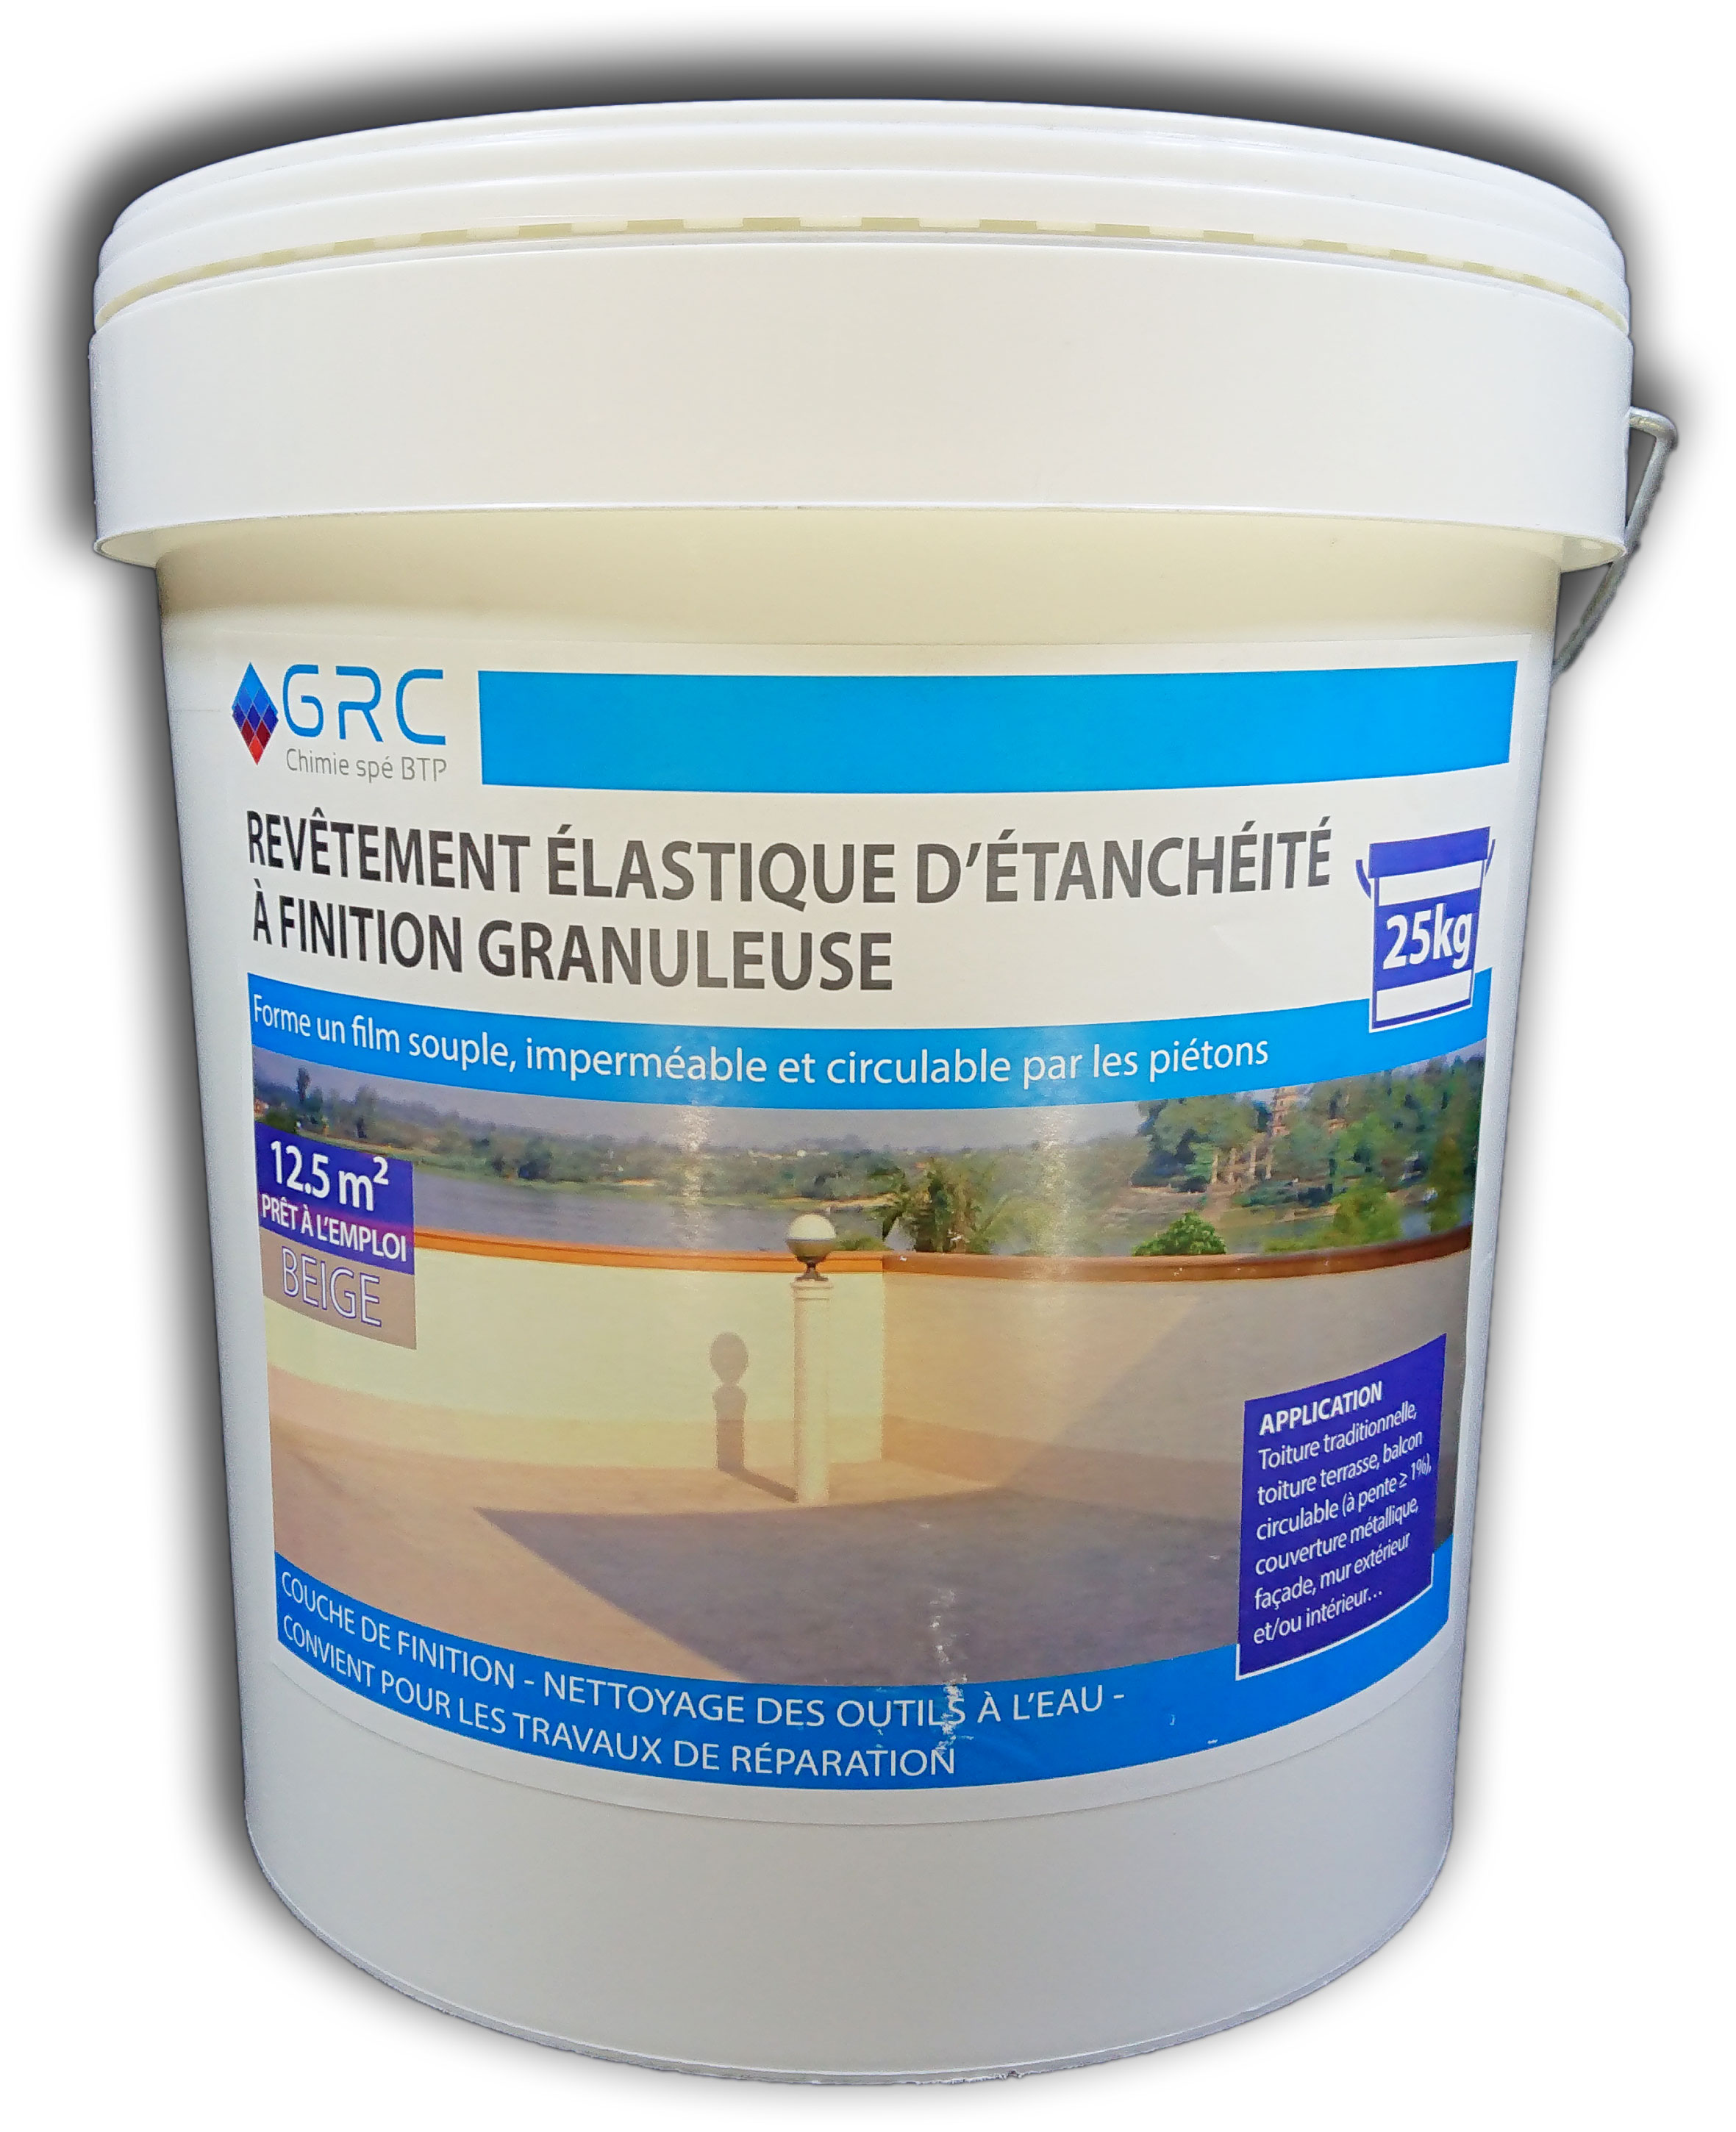 GRC
Chimie spé BTP
REVÊTEMENT ÉLASTIQUE D'ÉTANCHÉITÉ
À FINITION GRANULEUSE
25kg
Forme un film souple, imperméable et circulable par les piétons
12.5 m²
PRÊT À L'EMPLOI
BEIGE
APPLICATION
Toiture traditionnelle,
toiture terrasse, balcon
circulable (à pente ≥ 1%),
couverture métallique,
façade, mur extérieur
et/ou intérieur...
COUCHE DE FINITION - NETTOYAGE DES OUTILS À L'EAU -
CONVIENT POUR LES TRAVAUX DE RÉPARATION